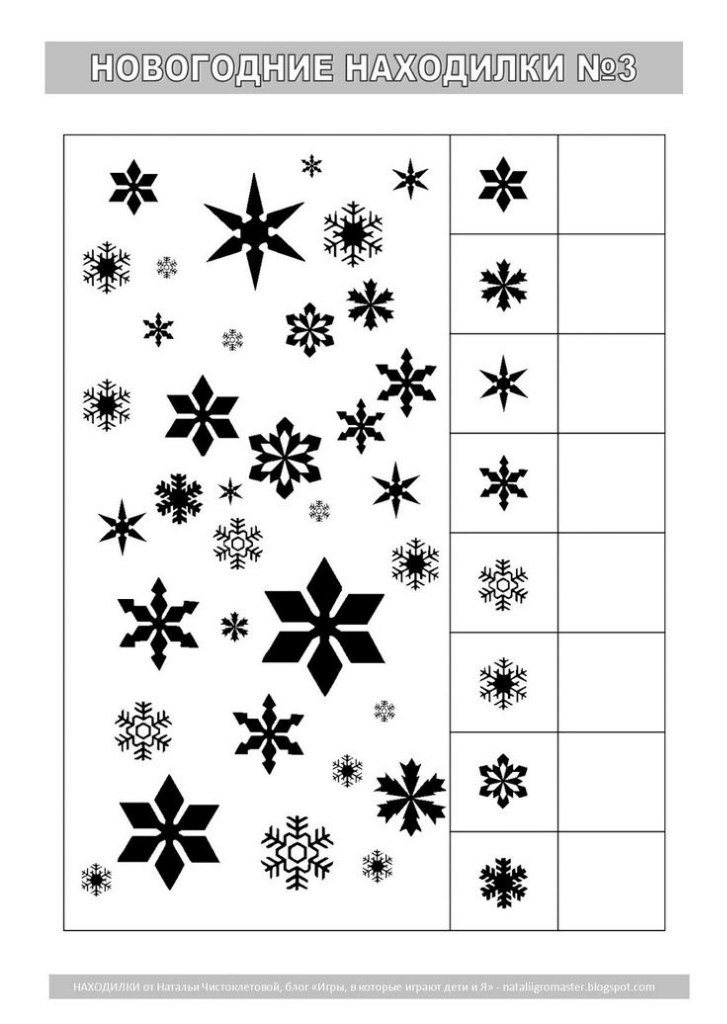 НОВОГОДНИЕ НАХОДИЛКИ №3
НАХОДИЛКИ от Натальи Чистоклетовой, блог «Игры, в которые играют дети и Я» - nataliigromaster.blogspot.com